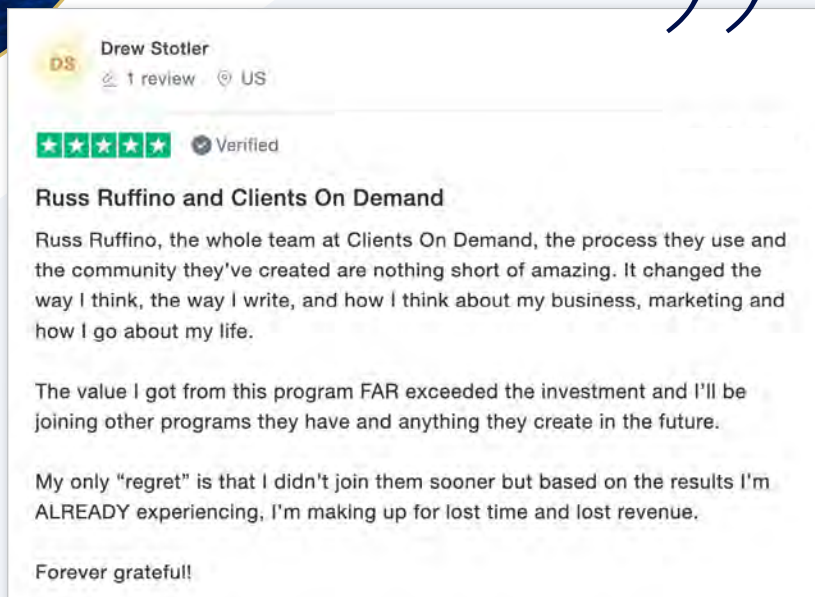 ”
DS
Drew Stotler
1 review US
Verified
Russ Ruffino and Clients On Demand
Russ Ruffino, the whole team at Clients On Demand, the process they use and
the community they've created are nothing short of amazing. It changed the
way I think, the way I write, and how I think about my business, marketing and
how I go about my life.
The value I got from this program FAR exceeded the investment and I'll be
joining other programs they have and anything they create in the future.
My only “regret” is that I didn't join them sooner but based on the results I'm
ALREADY experiencing, I'm making up for lost time and lost revenue.
Forever grateful!